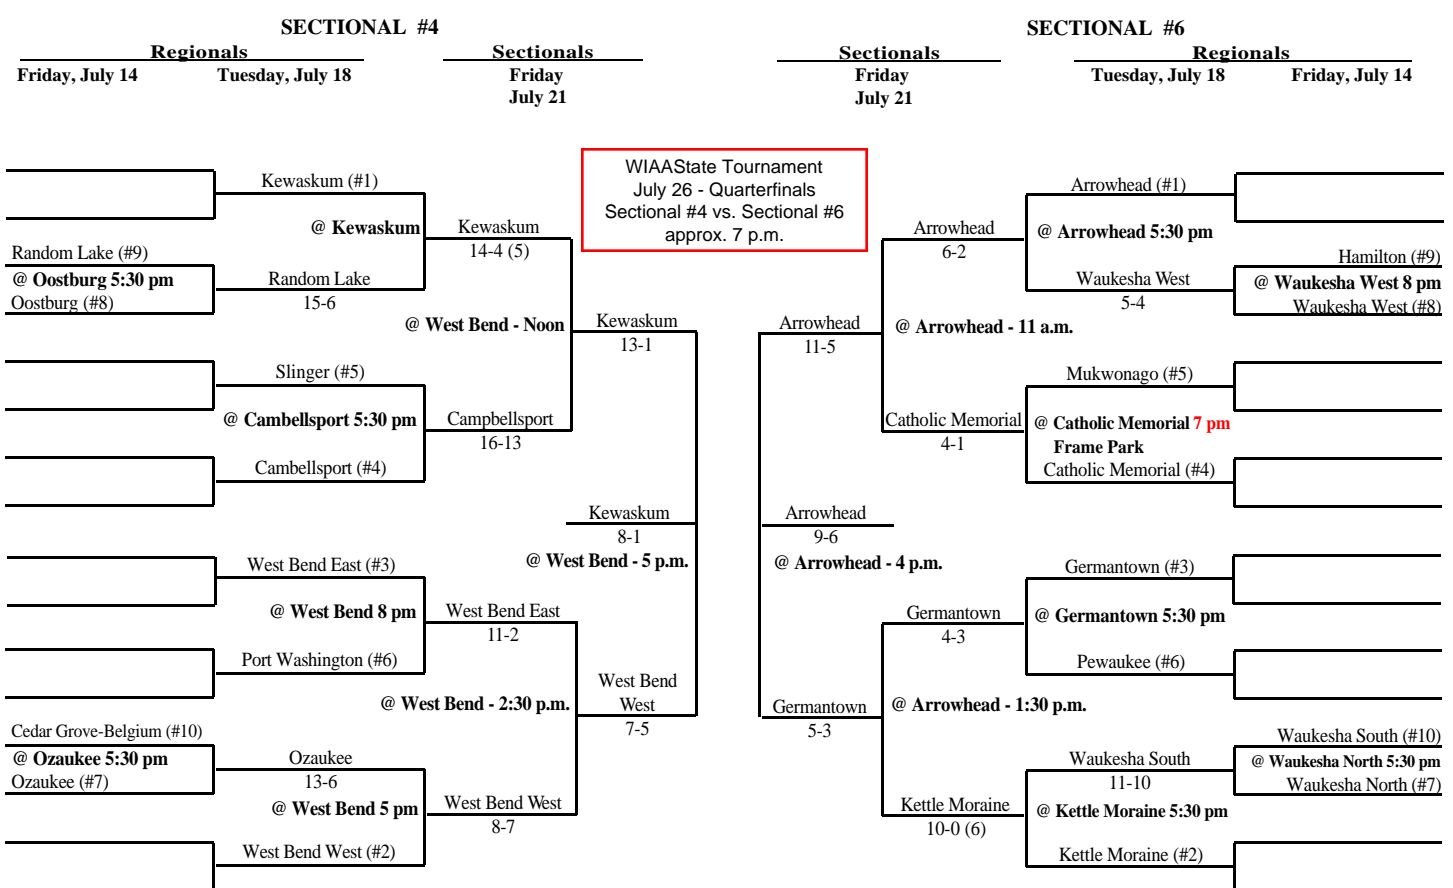 SECTIONAL #4
SECTIONAL #6
Regionals
Sectionals
Sectionals
Regionals
Friday, July 14
Tuesday, July 18
Friday
July 21
Friday
July 21
Tuesday, July 18
Friday, July 14
WIAAState Tournament
July 26 - Quarterfinals
Sectional #4 vs. Sectional #6
approx. 7 p.m.
Kewaskum (#1)
@ Kewaskum
Kewaskum
14-4 (5)
Random Lake (#9)
@ Oostburg 5:30 pm
Oostburg (#8)
Random Lake
15-6
@ West Bend - Noon
Kewaskum
13-1
Slinger (#5)
@ Cambellsport 5:30 pm
Campbellsport
16-13
Cambellsport (#4)
Kewaskum
8-1
@ West Bend - 5 p.m.
West Bend East (#3)
@ West Bend 8 pm
West Bend East
11-2
Port Washington (#6)
@ West Bend - 2:30 p.m.
West Bend
West
7-5
Cedar Grove-Belgium (#10)
@ Ozaukee 5:30 pm
Ozaukee (#7)
Ozaukee
13-6
@ West Bend 5 pm
West Bend West
8-7
West Bend West (#2)
Arrowhead (#1)
Arrowhead
6-2
@ Arrowhead 5:30 pm
Hamilton (#9)
@ Waukesha West 8 pm
Waukesha West (#8)
Waukesha West
5-4
Arrowhead
11-5
@ Arrowhead - 11 a.m.
Mukwonago (#5)
Catholic Memorial
4-1
@ Catholic Memorial 7 pm
Frame Park
Catholic Memorial (#4)
Arrowhead
9-6
@ Arrowhead - 4 p.m.
Germantown (#3)
Germantown
4-3
@ Germantown 5:30 pm
Pewaukee (#6)
Germantown
5-3
@ Arrowhead - 1:30 p.m.
Waukesha South (#10)
@ Waukesha North 5:30 pm
Waukesha North (#7)
Waukesha South
11-10
Kettle Moraine
10-0 (6)
@ Kettle Moraine 5:30 pm
Kettle Moraine (#2)